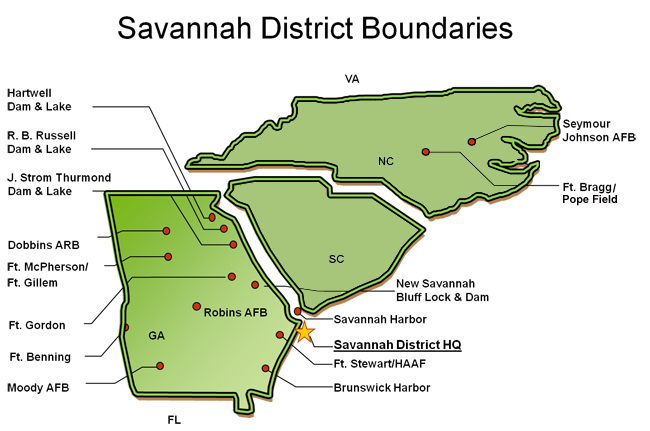 Savannah District Boundaries
VA
Hartwell
Dam & Lake
R. B. Russell
Dam & Lake
J. Strom Thurmond
Dam & Lake
Seymour
Johnson AFB
NC
Ft. Bragg/
Pope Field
Dobbins ARB
Ft. McPherson/
Ft. Gillem
SC
New Savannah
Bluff Lock & Dam
Ft. Gordon
Robins AFB
Savannah Harbor
GA
Savannah District HQ
Ft. Benning
Ft. Stewart/HAAF
Moody AFB
Brunswick Harbor
FL